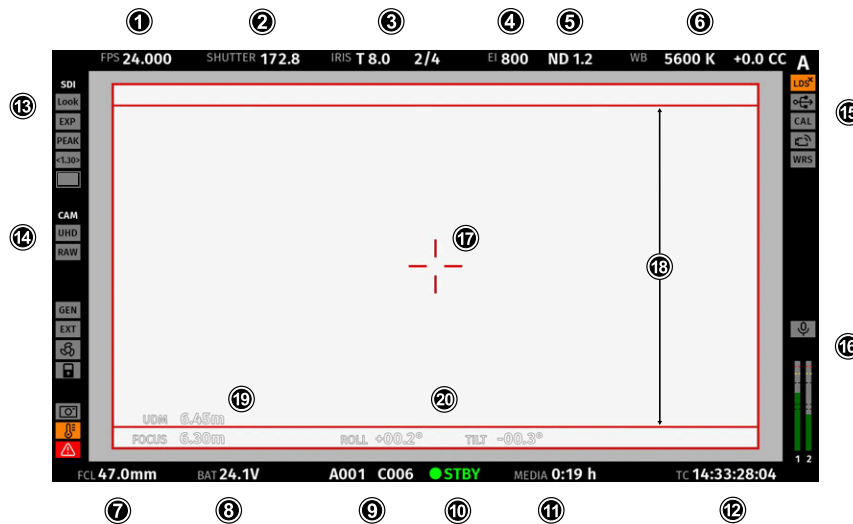 1 2 3 4 5 6
FPS 24.000 SHUTTER 172.8 IRIS T 8.0 2/4 EI 800 ND 1.2 WB 5600 K +0.0 CC A
SDI
LDS×
13 Look
15
EXP
CAL
PEAK
<1.30>
WRS
CAM
14 UHD
17
RAW
18
GEN
EXT
16
19 20
UDM 6.45m
FOCUS 6.30m ROLL +00.2° TILT -00.3°
1 2
FCL 47.0mm BAT 24.1V A001 C006 STBY MEDIA 0:19 h TC 14:33:28:04
7 8 9 10 11 12